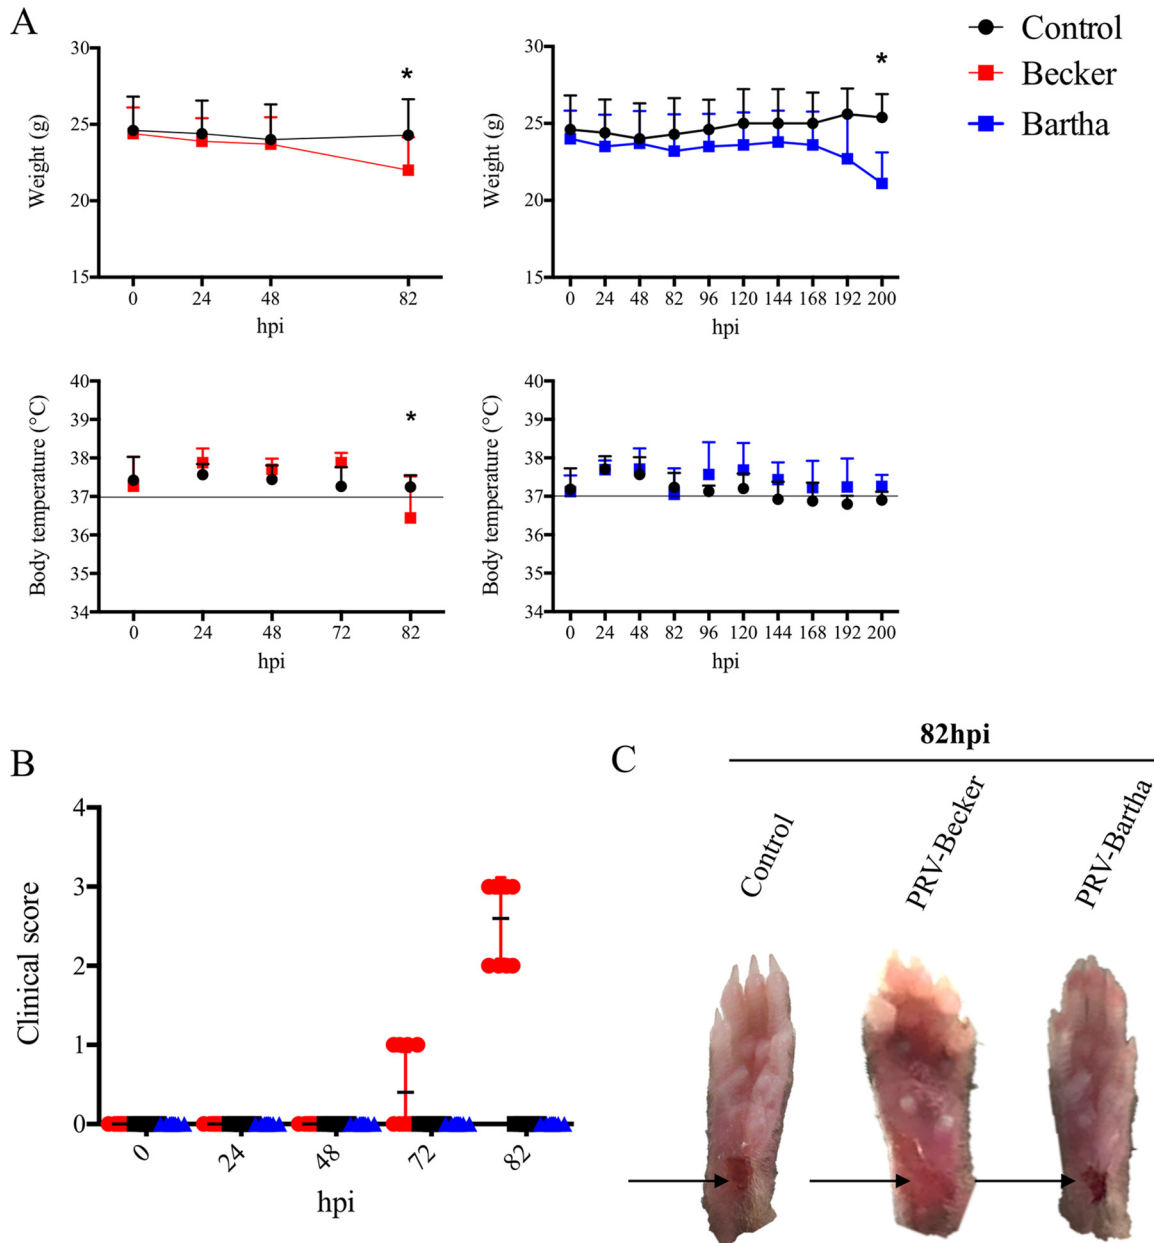 A
Control
Becker
Bartha
Weight (g)
30
25
20
15
*
0 24 48 82
hpi
Weight (g)
30
25
20
15
*
0 24 48 82 96 120 144 168 192 200
hpi
Body temperature (°C)
40
39
38
37
36
35
34
*
0 24 48 72 82
hpi
Body temperature (°C)
40
39
38
37
36
35
34
0 24 48 82 96 120 144 168 192 200
hpi
B
Clinical score
4
3
2
1
0
0 24 48 72 82
hpi
C
82hpi
Control
PRV-Becker
PRV-Bartha